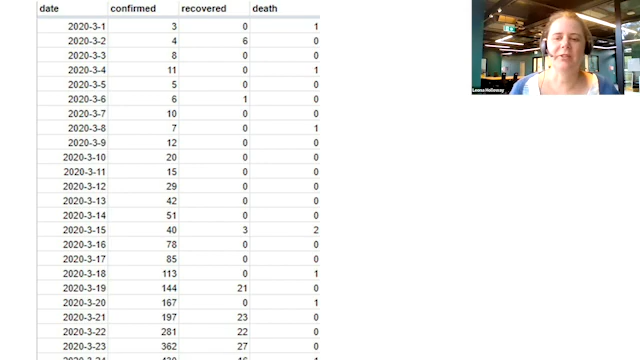 date confirmed recovered death
2020-3-1 3 0 1
2020-3-2 4 6 0
2020-3-3 8 0 0
2020-3-4 11 0 1
2020-3-5 5 0 0
2020-3-6 6 1 0
2020-3-7 10 0 0
2020-3-8 7 0 1
2020-3-9 12 0 0
2020-3-10 20 0 0
2020-3-11 15 0 0
2020-3-12 29 0 0
2020-3-13 42 0 0
2020-3-14 51 0 0
2020-3-15 40 3 2
2020-3-16 78 0 0
2020-3-17 85 0 0
2020-3-18 113 0 1
2020-3-19 144 21 0
2020-3-20 167 0 1
2020-3-21 197 23 0
2020-3-22 281 22 0
2020-3-23 362 27 0
Leesa Holloway